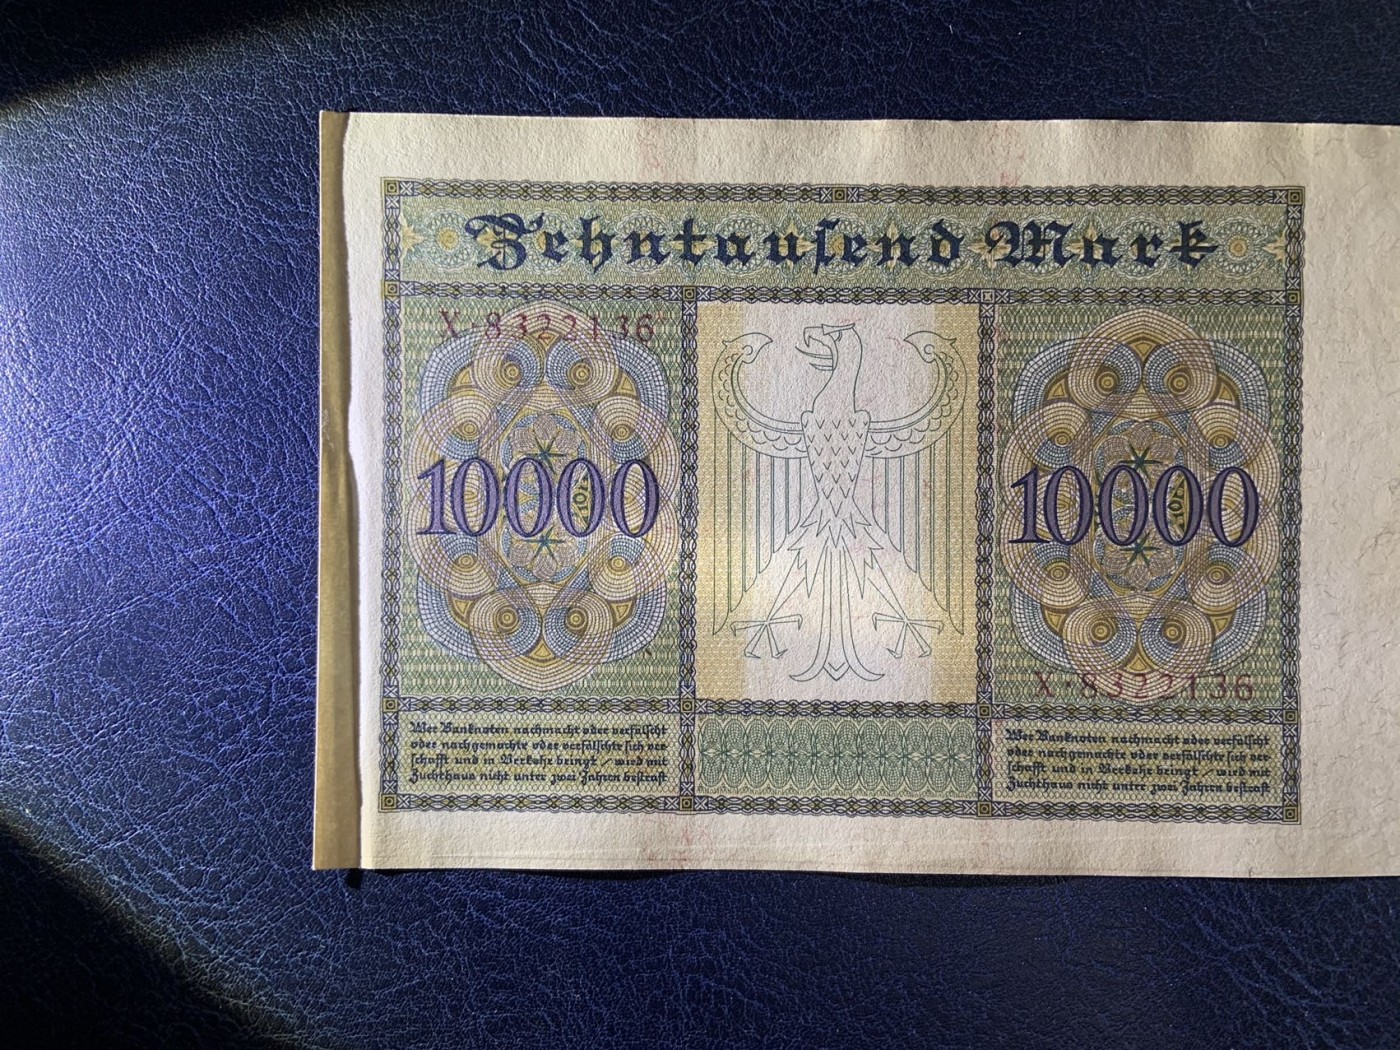 Zehntausend Mark
X·8322136*
10000
10000
X·8322136
Wer Banknoten nachmacht oder verfälscht
oder nachgemachte oder verfälschte sich ver-
schafft und in Verkehr bringt / wird mit
Zuchthaus nicht unter zwei Jahren bestraft
Wer Banknoten nachmacht oder verfälscht
oder nachgemachte oder verfälschte sich ver-
schafft und in Verkehr bringt / wird mit
Zuchthaus nicht unter zwei Jahren bestraft